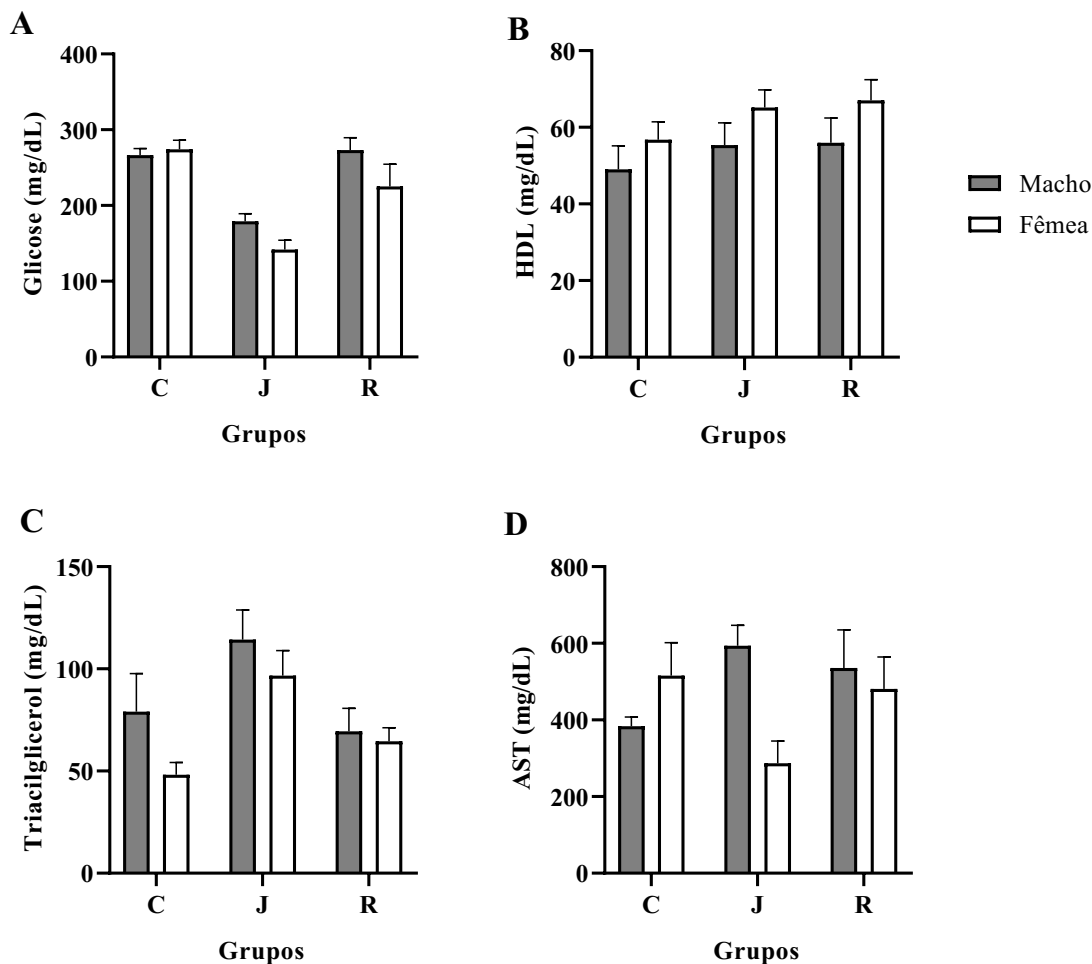 A
Glicose (mg/dL)
400
300
200
100
0
C J R
Grupos
B
HDL (mg/dL)
80
60
40
20
0
C J R
Grupos
Macho
Fêmea
C
Triacilglicerol (mg/dL)
150
100
50
0
C J R
Grupos
D
AST (mg/dL)
800
600
400
200
0
C J R
Grupos